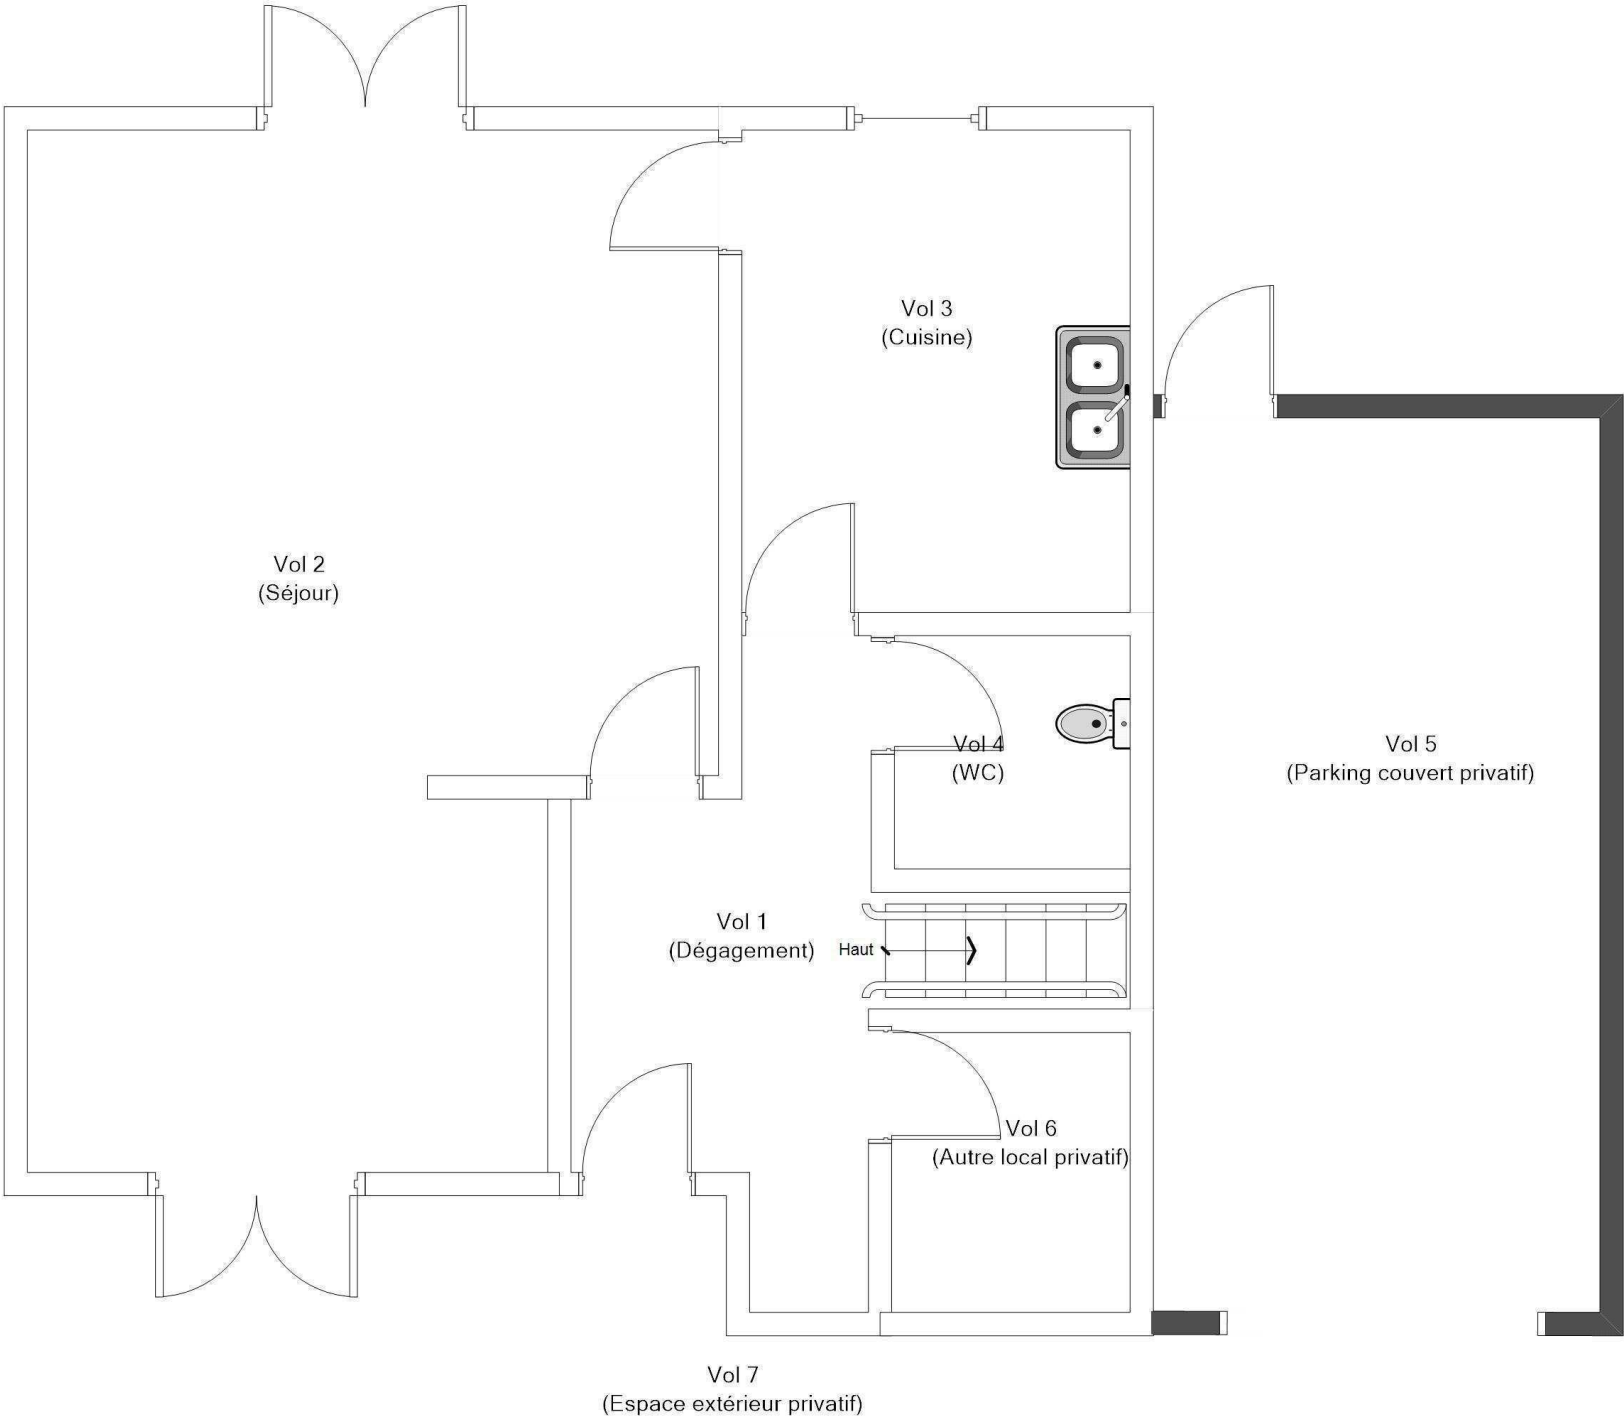 Vol 3
(Cuisine)
Vol 2
(Séjour)
Vol 4
(WC)
Vol 5
(Parking couvert privatif)
Vol 1
(Dégagement)
Haut
Vol 6
(Autre local privatif)
Vol 7
(Espace extérieur privatif)